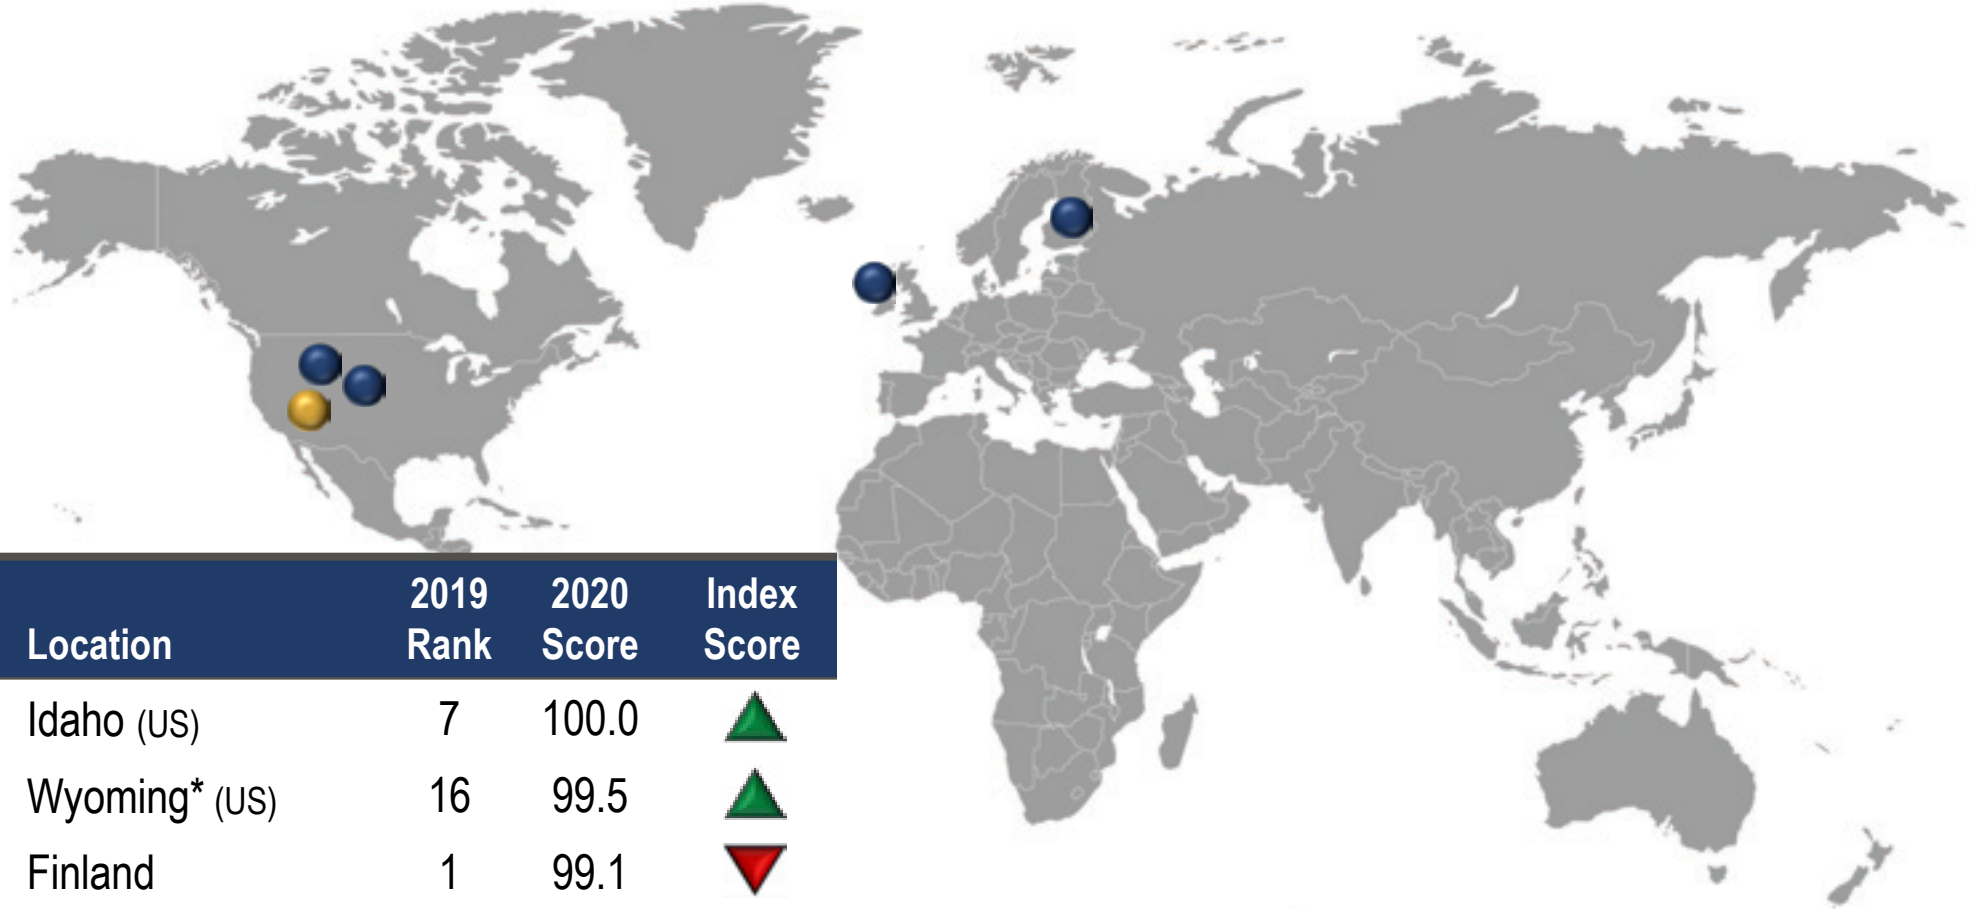 2019 2020 Index
Location Rank Score Score
Idaho (US) 7 100.0
Wyoming* (US) 16 99.5
Finland 1 99.1